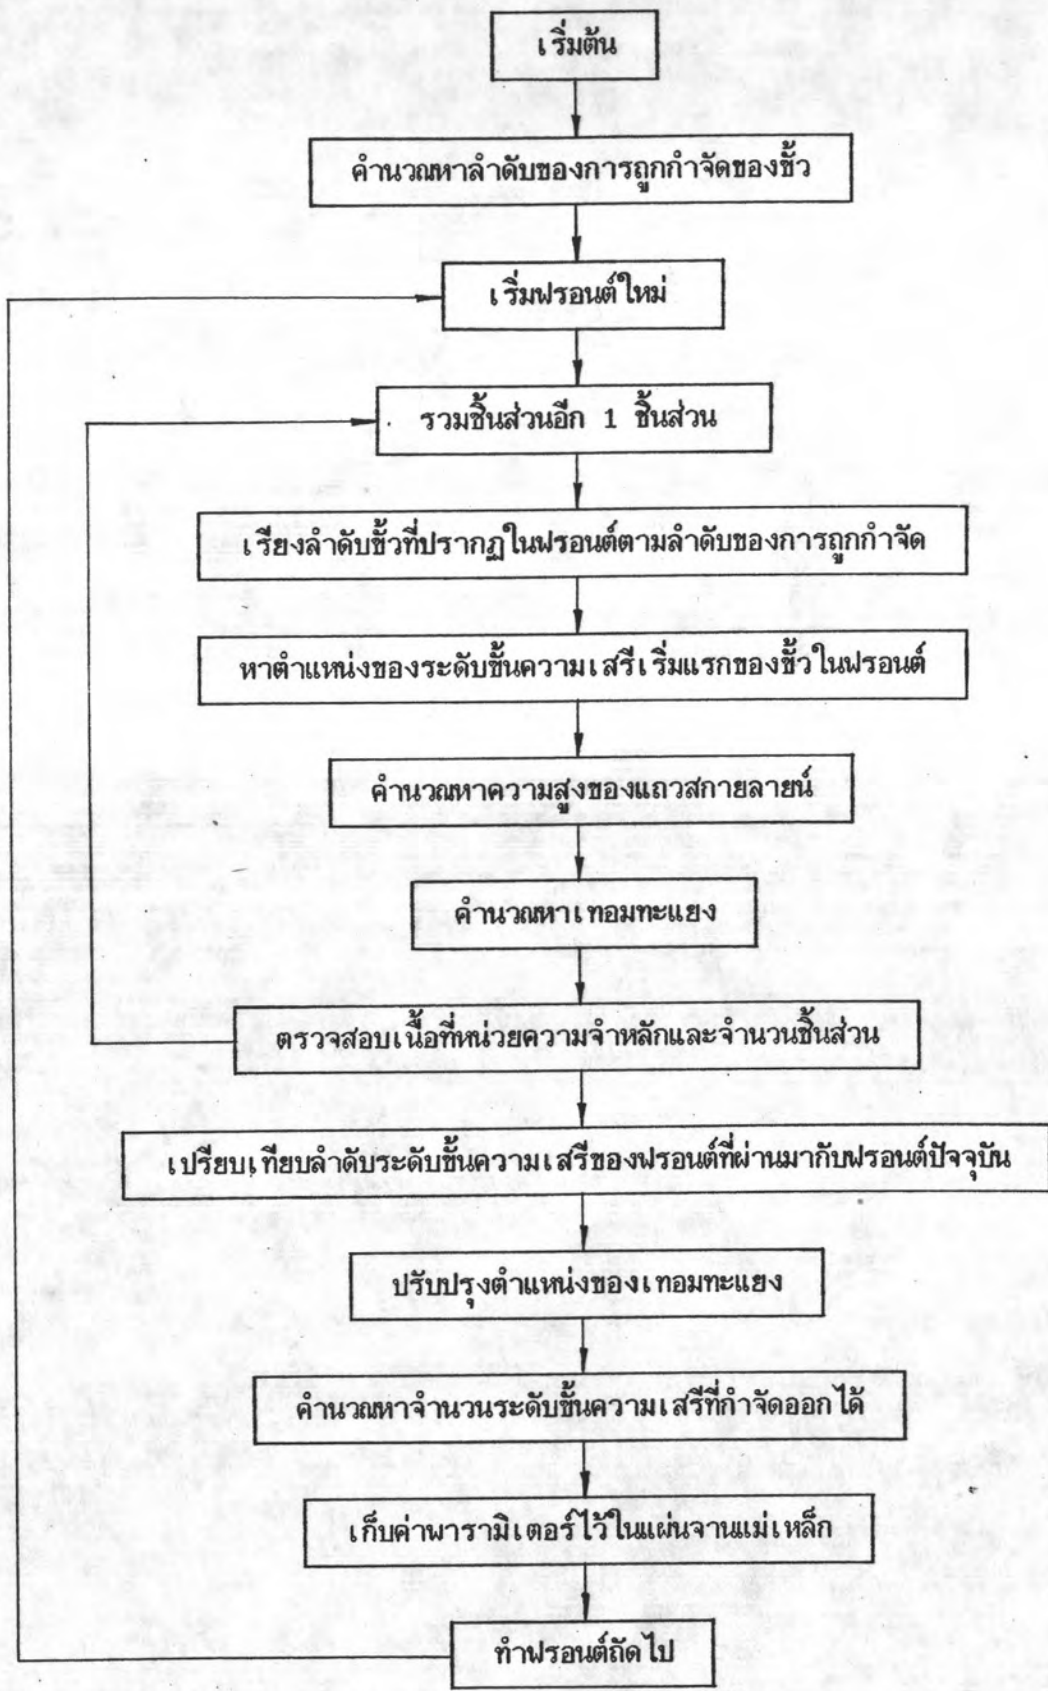 เริ่มต้น
คำนวณหาลำดับของการถูกกำจัดของขั้ว
เริ่มฟรอนต์ใหม่
รวมชิ้นส่วนอีก 1 ชิ้นส่วน
เรียงลำดับขั้วที่ปรากฏในฟรอนต์ตามลำดับของการถูกกำจัด
หาตำแหน่งของระดับขั้นความเสรีเริ่มแรกของขั้วในฟรอนต์
คำนวณหาความสูงของแถวสกายลายน์
คำนวณหาเทอมทะแยง
ตรวจสอบเนื้อที่หน่วยความจำหลักและจำนวนชิ้นส่วน
เปรียบเทียบลำดับระดับขั้นความเสรีของฟรอนต์ที่ผ่านมากับฟรอนต์ปัจจุบัน
ปรับปรุงตำแหน่งของเทอมทะแยง
คำนวณหาจำนวนระดับขั้นความเสรีที่กำจัดออกได้
เก็บค่าพารามิเตอร์ไว้ในแผ่นจานแม่เหล็ก
ทำฟรอนต์ถัดไป